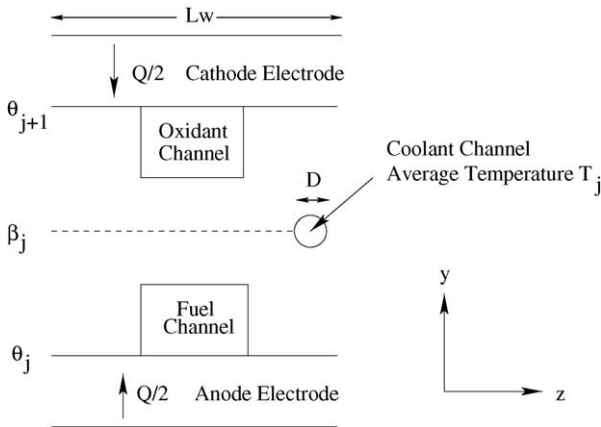 Lw
Q/2 Cathode Electrode
θj+1
Oxidant
Channel
Coolant Channel
Average Temperature Tj
D
βj
y
Fuel
Channel
θj
Q/2 Anode Electrode
z